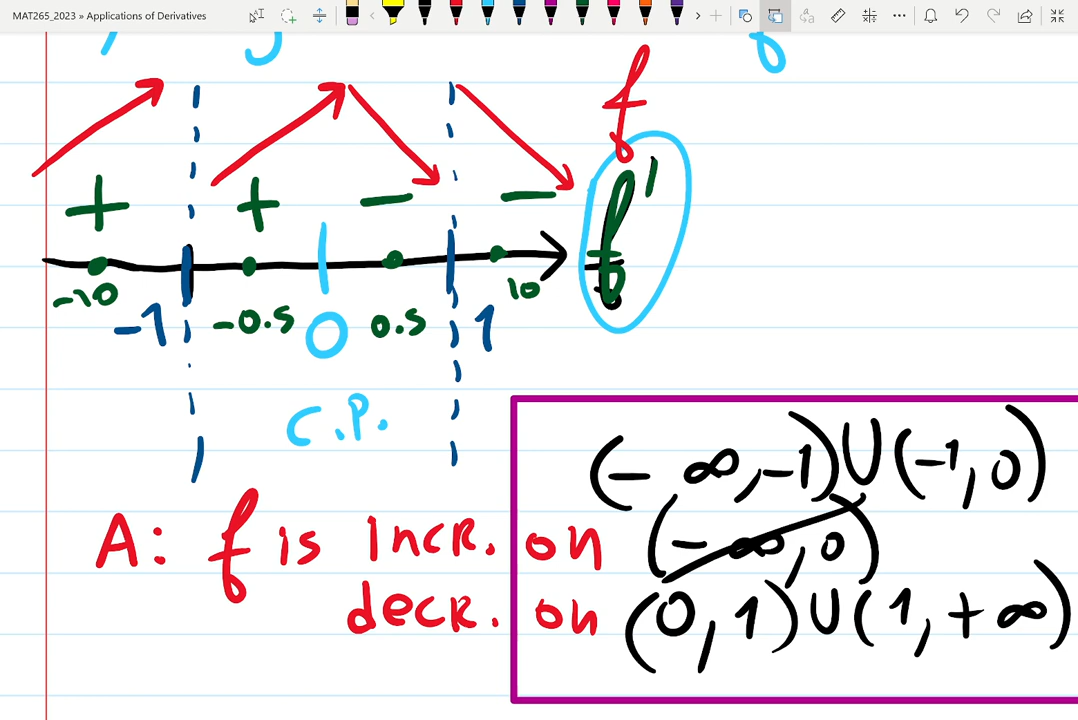 MAT265_2023 » Applications of Derivatives
f
+ + − − f'
-10 -0.5 0.5 10
-1 0 1
C.P.
(-∞,-1)U(-1,0)
A: f is incr. on (-∞,0)
decr. on (0,1)U(1,+∞)